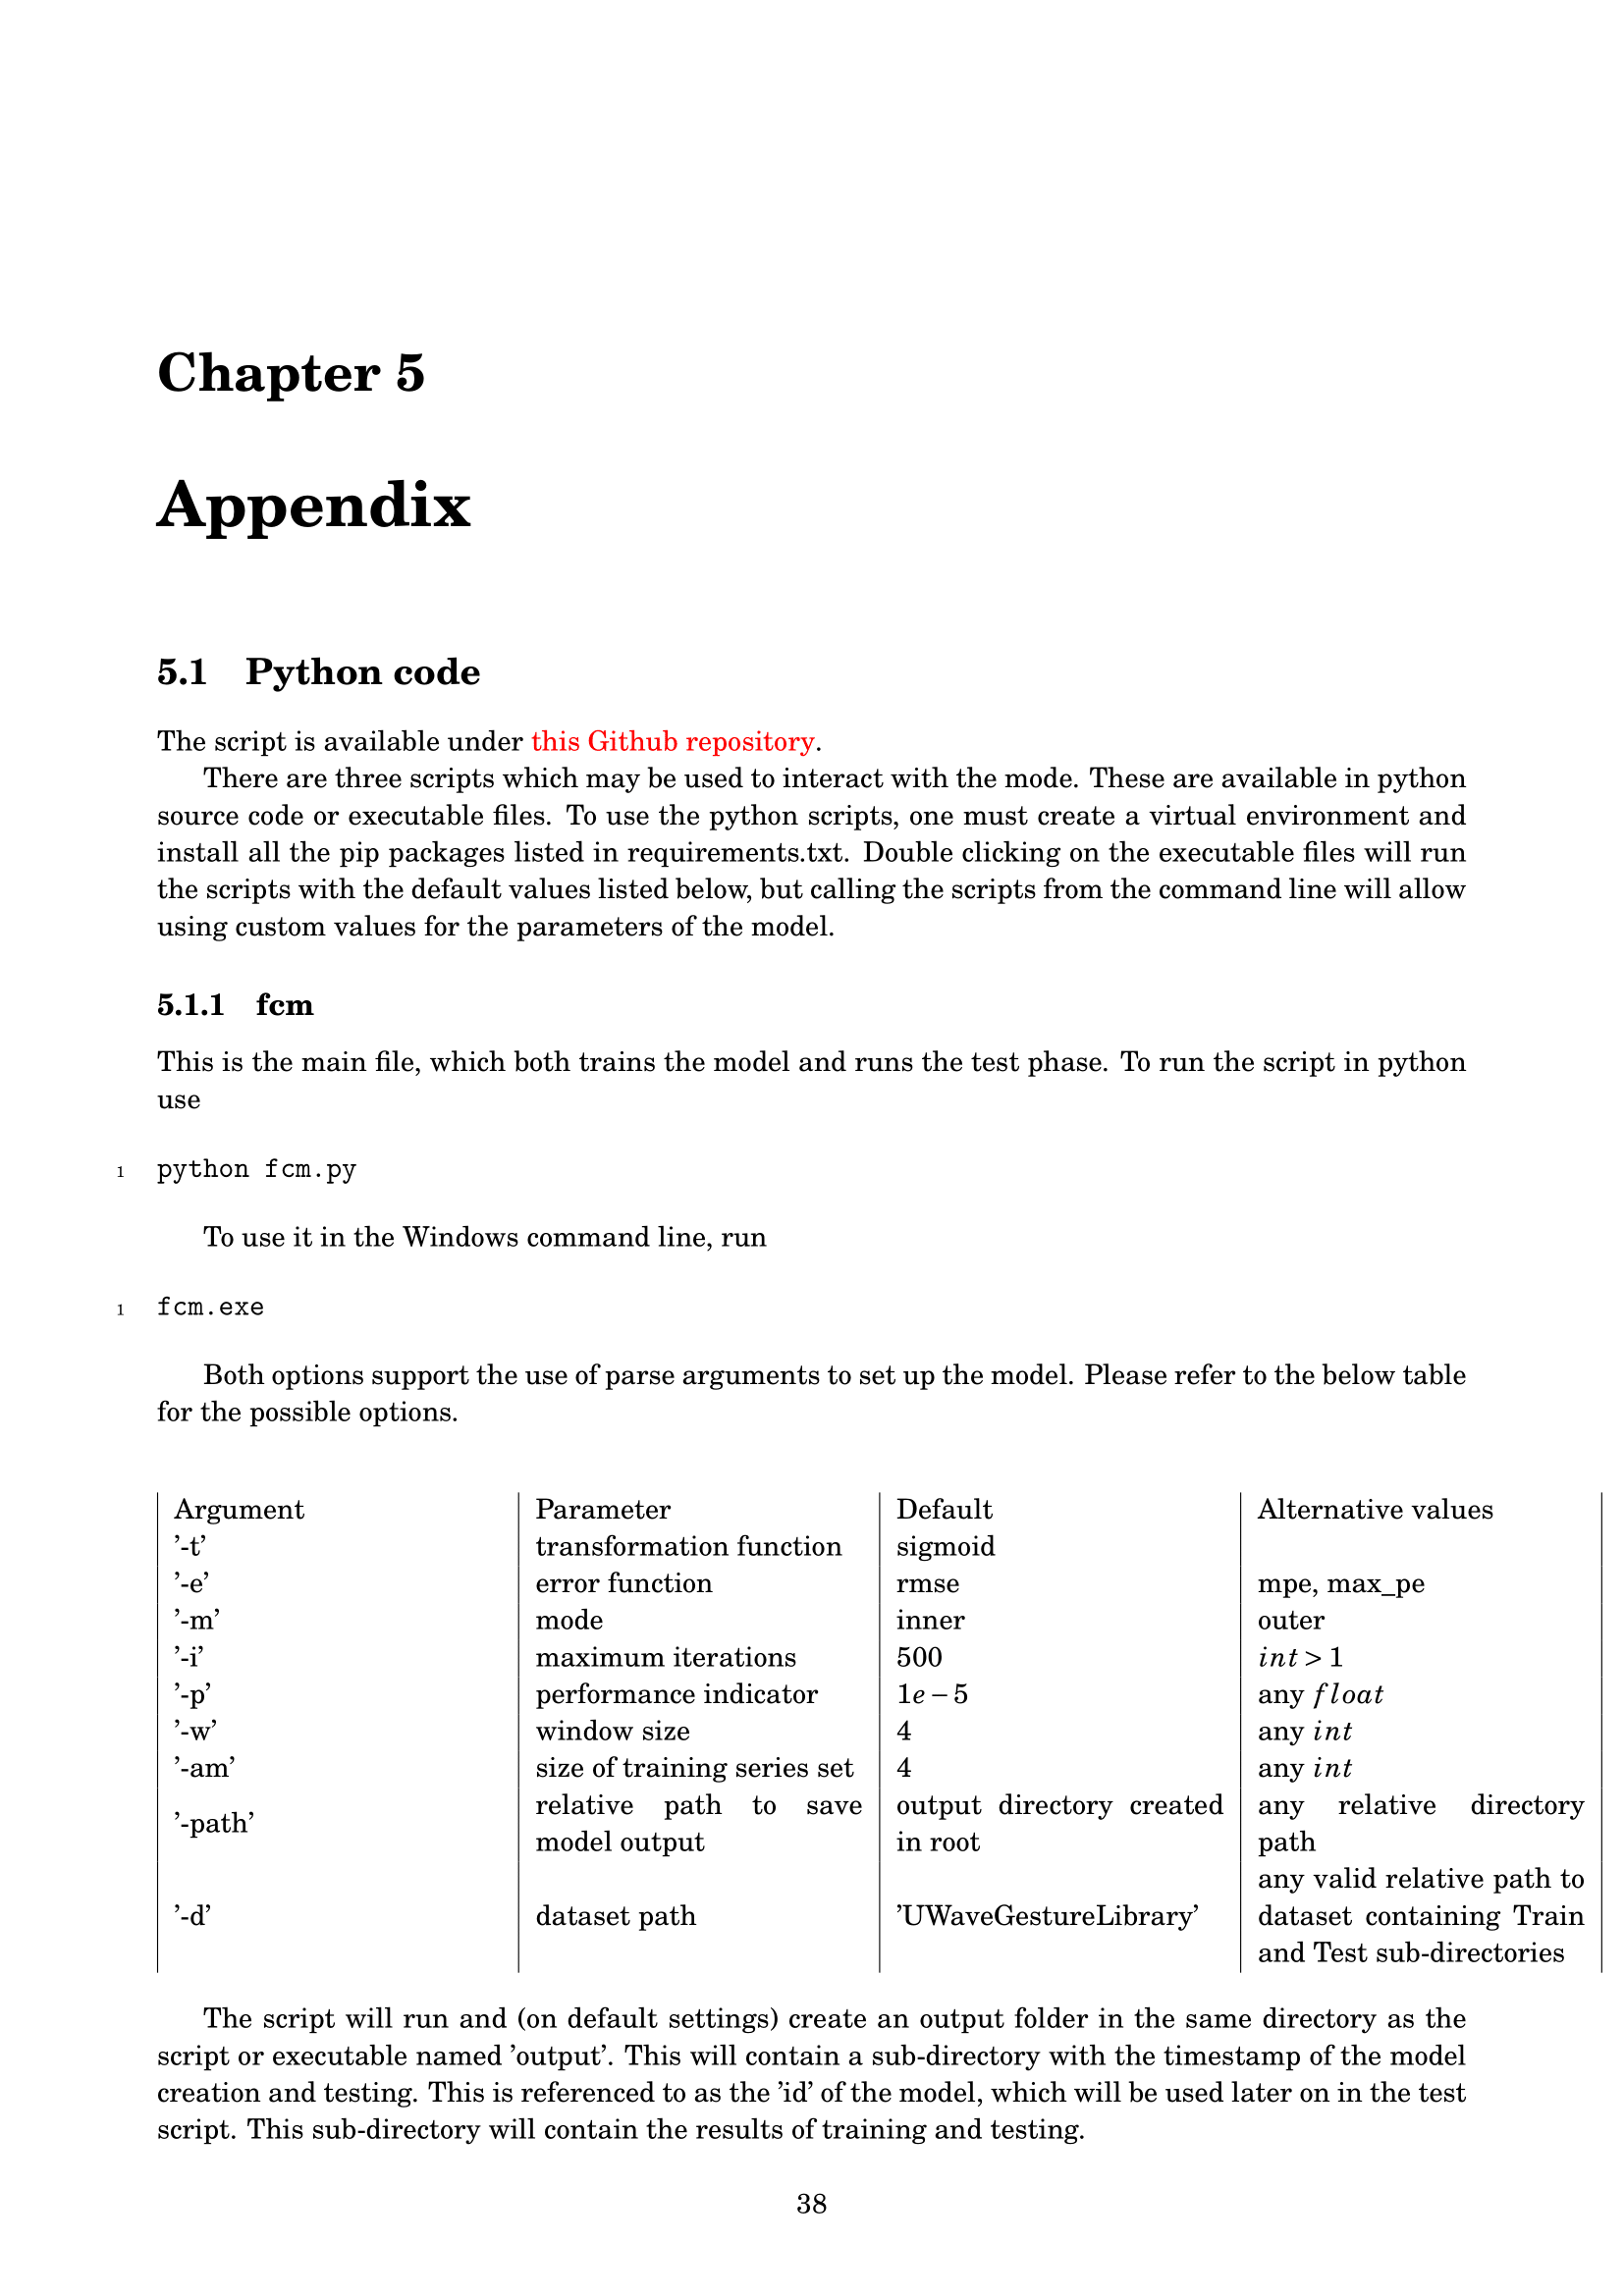 Chapter 5
Appendix
5.1 Python code
The script is available under this Github repository.
There are three scripts which may be used to interact with the mode. These are available in python
source code or executable files. To use the python scripts, one must create a virtual environment and
install all the pip packages listed in requirements.txt. Double clicking on the executable files will run
the scripts with the default values listed below, but calling the scripts from the command line will allow
using custom values for the parameters of the model.
5.1.1 fcm
This is the main file, which both trains the model and runs the test phase. To run the script in python
use
1 python fcm.py
To use it in the Windows command line, run
1 fcm.exe
Both options support the use of parse arguments to set up the model. Please refer to the below table
for the possible options.
Argument Parameter Default Alternative values
’-t’ transformation function sigmoid
’-e’ error function rmse mpe, max_pe
’-m’ mode inner outer
’-i’ maximum iterations 500 int > 1
’-p’ performance indicator 1e – 5 any float
’-w’ window size 4 any int
’-am’ size of training series set 4 any int
’-path’ relative path to save output directory created any relative directory
model output in root path
any valid relative path to
’-d’ dataset path ’UWaveGestureLibrary’ dataset containing Train
and Test sub-directories
The script will run and (on default settings) create an output folder in the same directory as the
script or executable named ’output’. This will contain a sub-directory with the timestamp of the model
creation and testing. This is referenced to as the ’id’ of the model, which will be used later on in the test
script. This sub-directory will contain the results of training and testing.
38